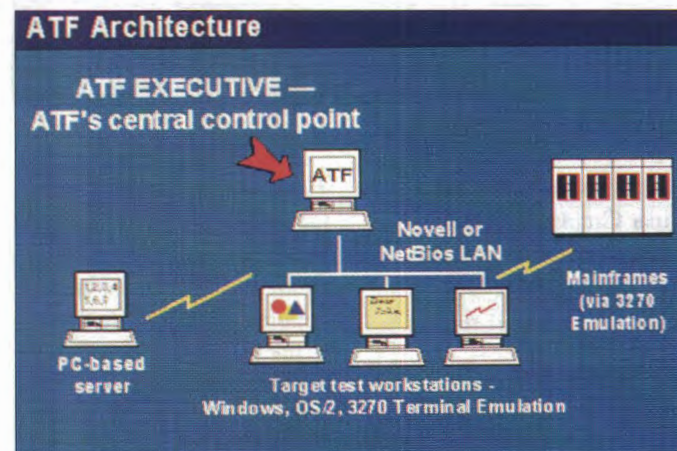 ATF Architecture
ATF EXECUTIVE —
ATF's central control point
ATF
Novell or
NetBios LAN
Mainframes
(via 3270
Emulation)
PC-based
server
Target test workstations -
Windows, OS/2, 3270 Terminal Emulation